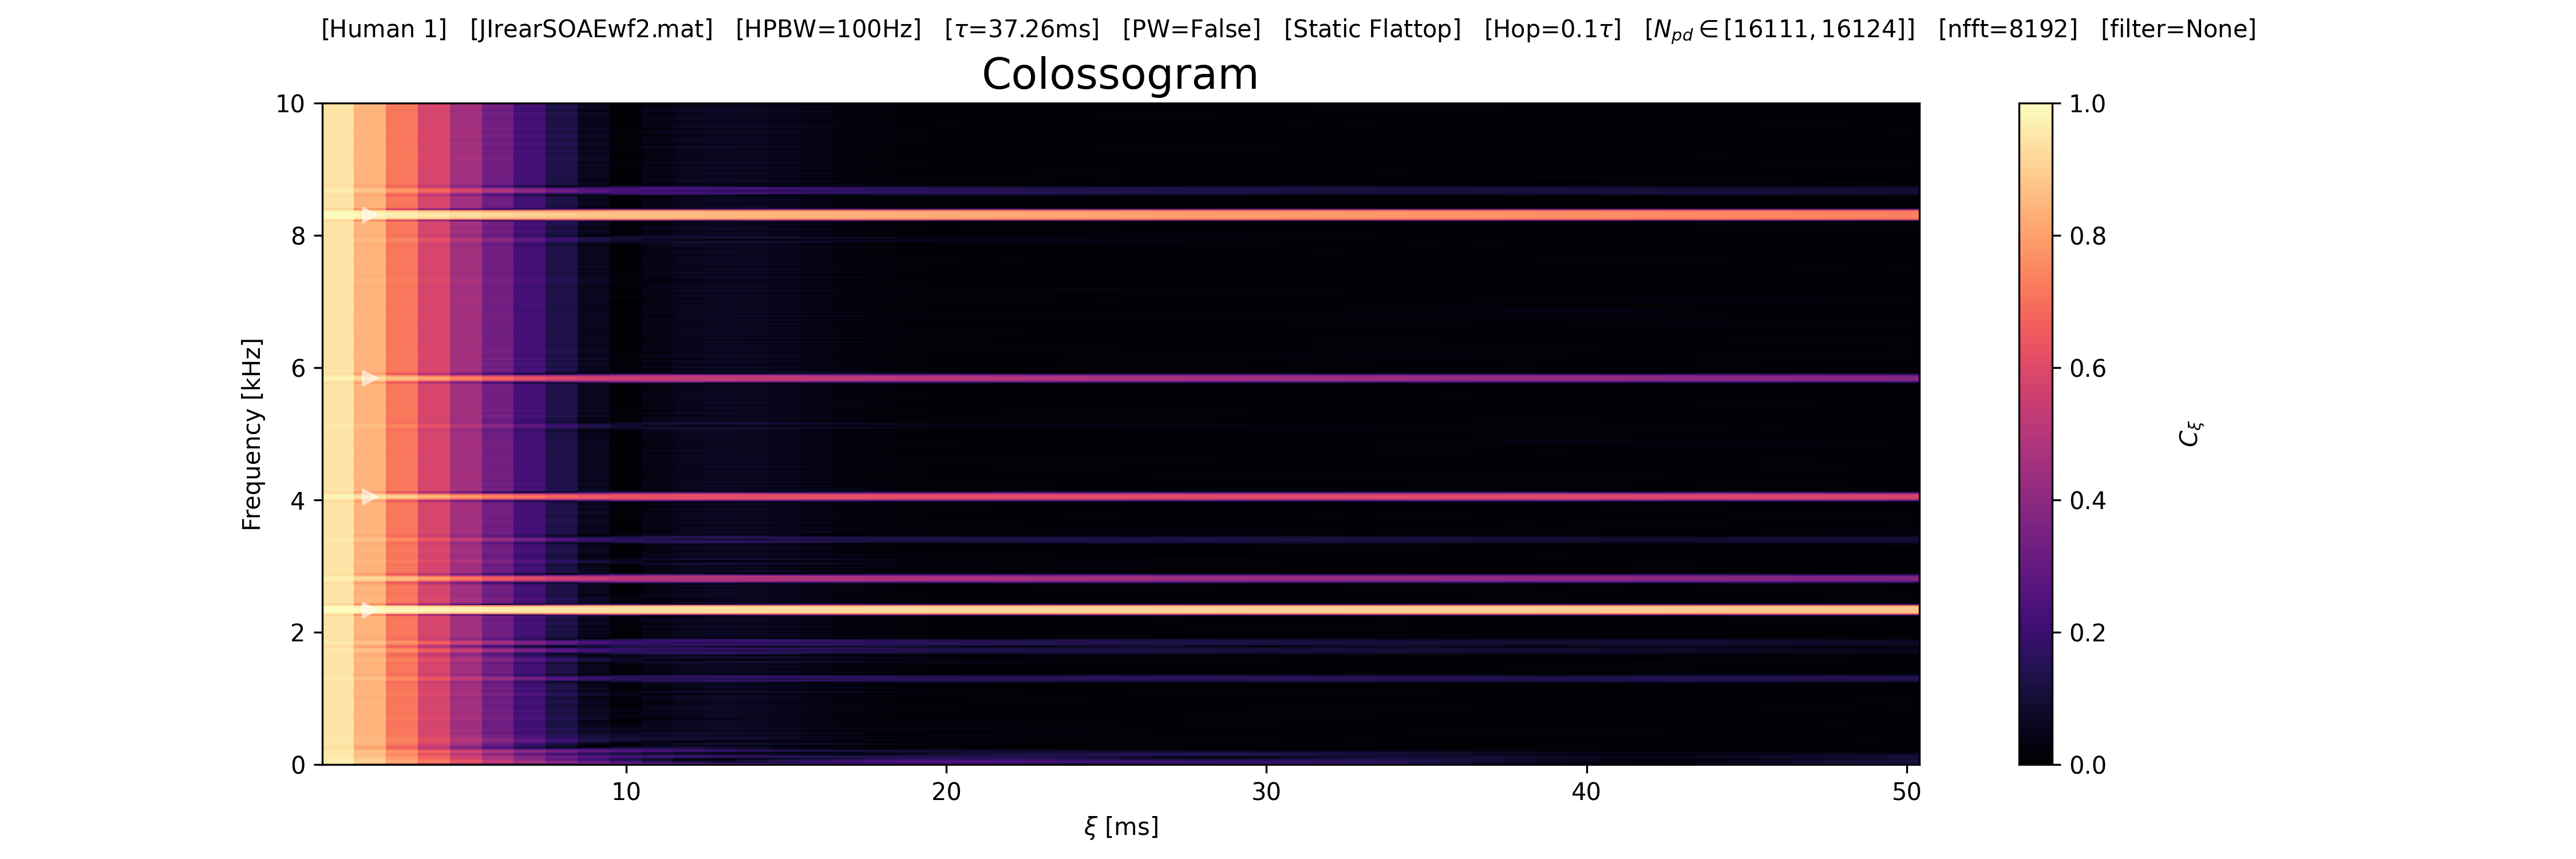 [Human 1] [JIrearSOAEwf2.mat] [HPBW=100Hz] [τ=37.26ms] [PW=False] [Static Flattop] [Hop=0.1τ] [N_{pd} ∈ [16111, 16124]] [nfft=8192] [filter=None]
Colossogram
10
8
6
4
2
0
Frequency [kHz]
10 20 30 40 50
ξ [ms]
1.0
0.8
0.6
0.4
0.2
0.0
C_ξ